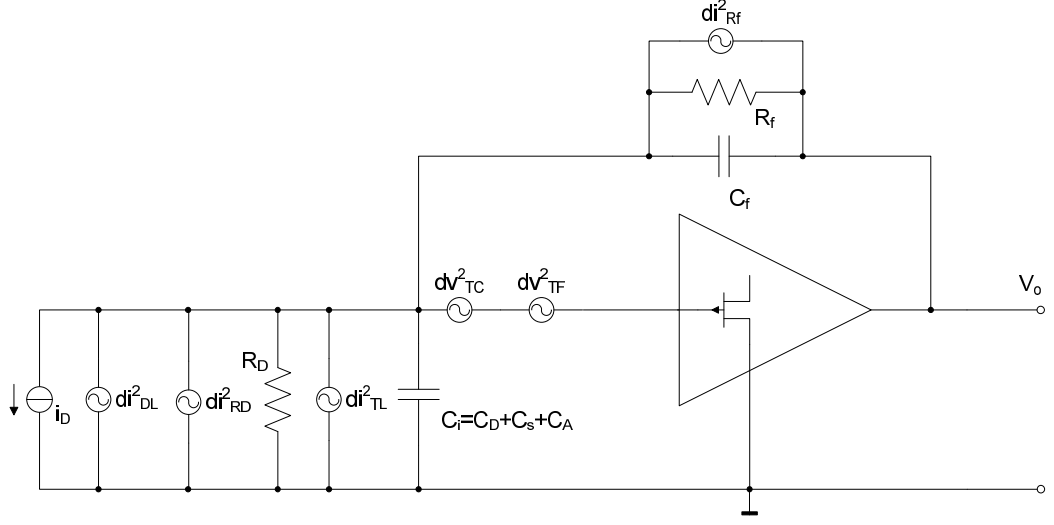 di²Rf
Rf
Cf
dv²TC
dv²TF
Vo
iD
di²DL
di²RD
RD
di²TL
Ci=CD+Cs+CA